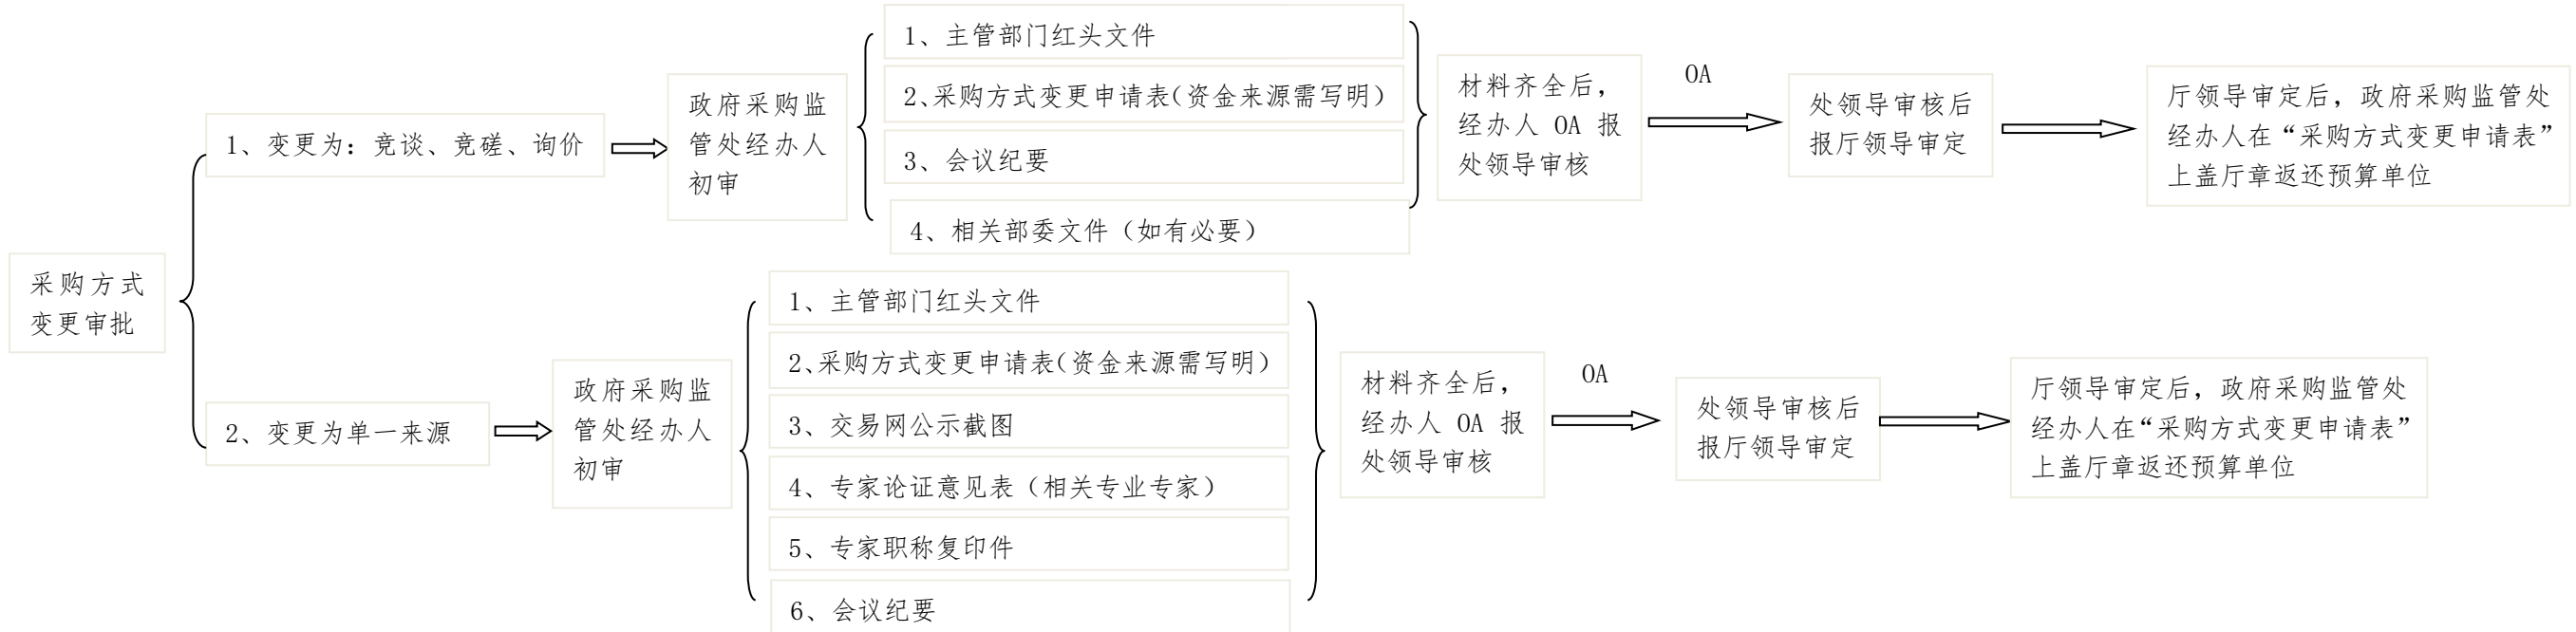 采购方式
变更审批
1、变更为：竞谈、竞磋、询价
政府采购监
管处经办人
初审
1、主管部门红头文件
2、采购方式变更申请表（资金来源需写明）
3、会议纪要
4、相关部委文件（如有必要）
材料齐全后，
经办人 OA 报
处领导审核
OA
处领导审核后
报厅领导审定
厅领导审定后，政府采购监管处
经办人在“采购方式变更申请表”
上盖厅章返还预算单位
2、变更为单一来源
政府采购监
管处经办人
初审
1、主管部门红头文件
2、采购方式变更申请表（资金来源需写明）
3、交易网公示截图
4、专家论证意见表（相关专业专家）
5、专家职称复印件
6、会议纪要
材料齐全后，
经办人 OA 报
处领导审核
OA
处领导审核后
报厅领导审定
厅领导审定后，政府采购监管处
经办人在“采购方式变更申请表”
上盖厅章返还预算单位